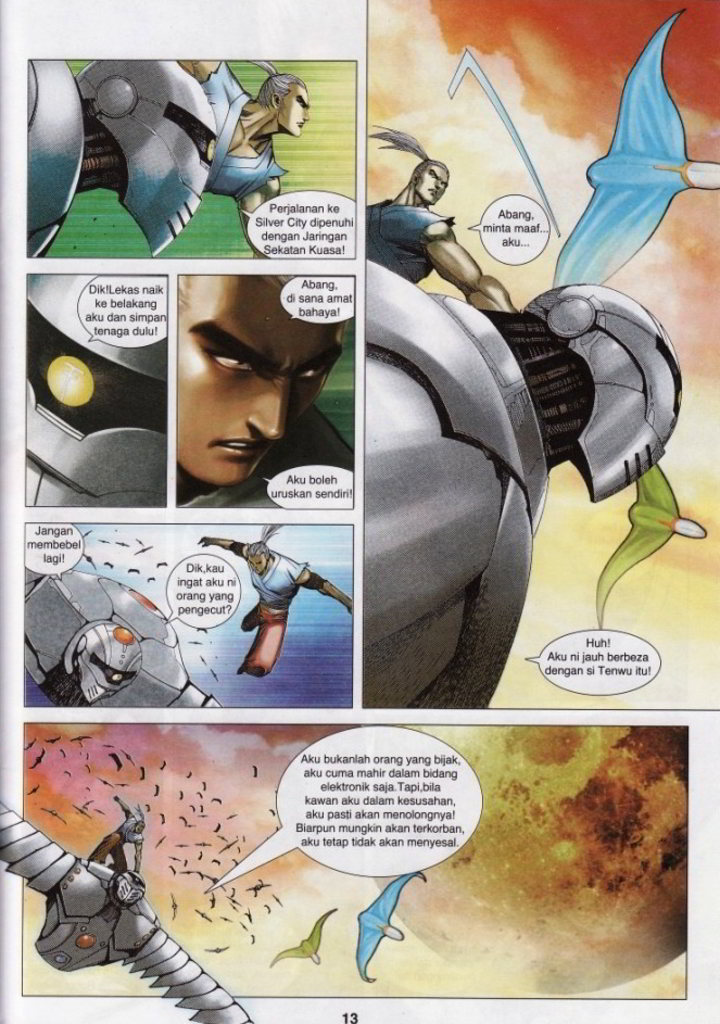 Perjalanan ke
Silver City dipenuhi
dengan Jaringan
Sekatan Kuasa!
Dik!Lekas naik
ke belakang
aku dan simpan
tenaga dulu!
Abang,
di sana amat
bahaya!
Aku boleh
uruskan sendiri!
Jangan
membebel
lagi!
Dik,kau
ingat aku ni
orang yang
pengecut?
Abang,
minta maaf...
aku...
Huh!
Aku ni jauh berbeza
dengan si Tenwu itu!
Aku bukanlah orang yang bijak,
aku cuma mahir dalam bidang
elektronik saja.Tapi,bila
kawan aku dalam kesusahan,
aku pasti akan menolongnya!
Biarpun mungkin akan terkorban,
aku tetap tidak akan menyesal.
13